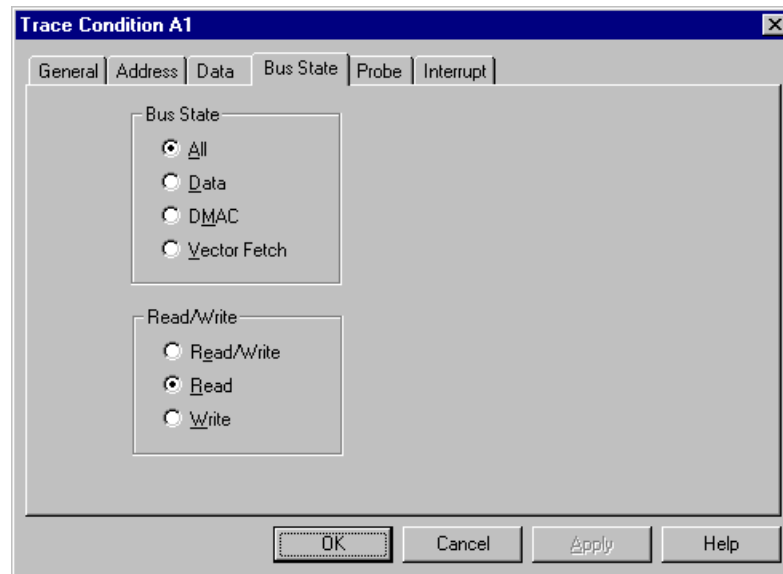 Trace Condition A1
General Address Data Bus State Probe Interrupt
Bus State
All
Data
DMAC
Vector Fetch
Read/Write
Read/Write
Read
Write
OK Cancel Apply Help